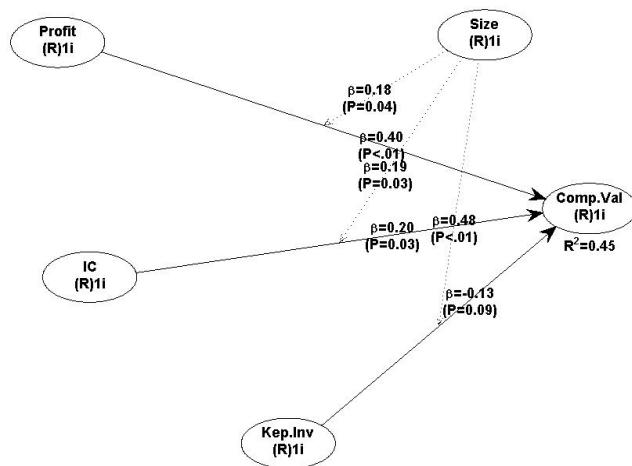 Profit
(R)1i
Size
(R)1i
β=0.18
(P=0.04)
β=0.40
(P<.01)
β=0.19
(P=0.03)
Comp.Val
(R)1i
R²=0.45
β=0.20
(P=0.03)
β=0.48
(P<.01)
IC
(R)1i
β=-0.13
(P=0.09)
Kep.Inv
(R)1i